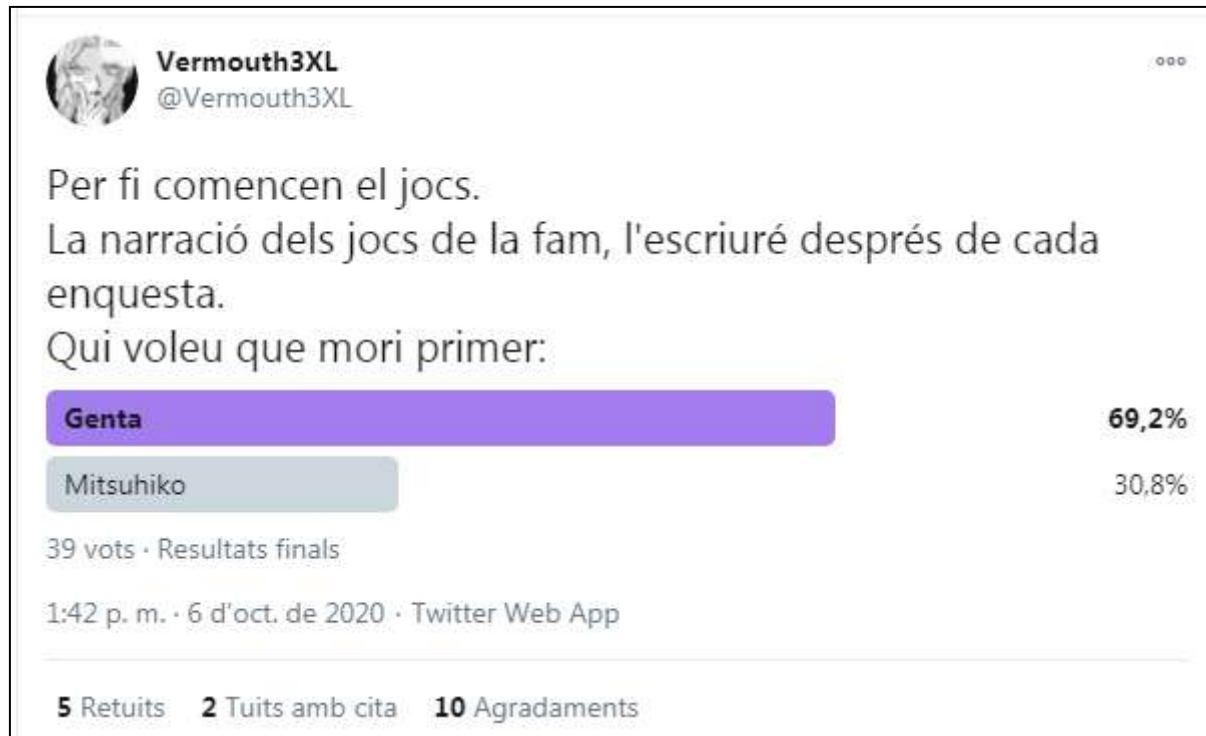 Vermouth3XL
@Vermouth3XL
Per fi comencen el jocs.
La narració dels jocs de la fam, l'escriuré després de cada
enquesta.
Qui voleu que mori primer:
Genta 69,2%
Mitsuhiko 30,8%
39 vots · Resultats finals
1:42 p. m. · 6 d'oct. de 2020 · Twitter Web App
5 Retuits 2 Tuits amb cita 10 Agradaments